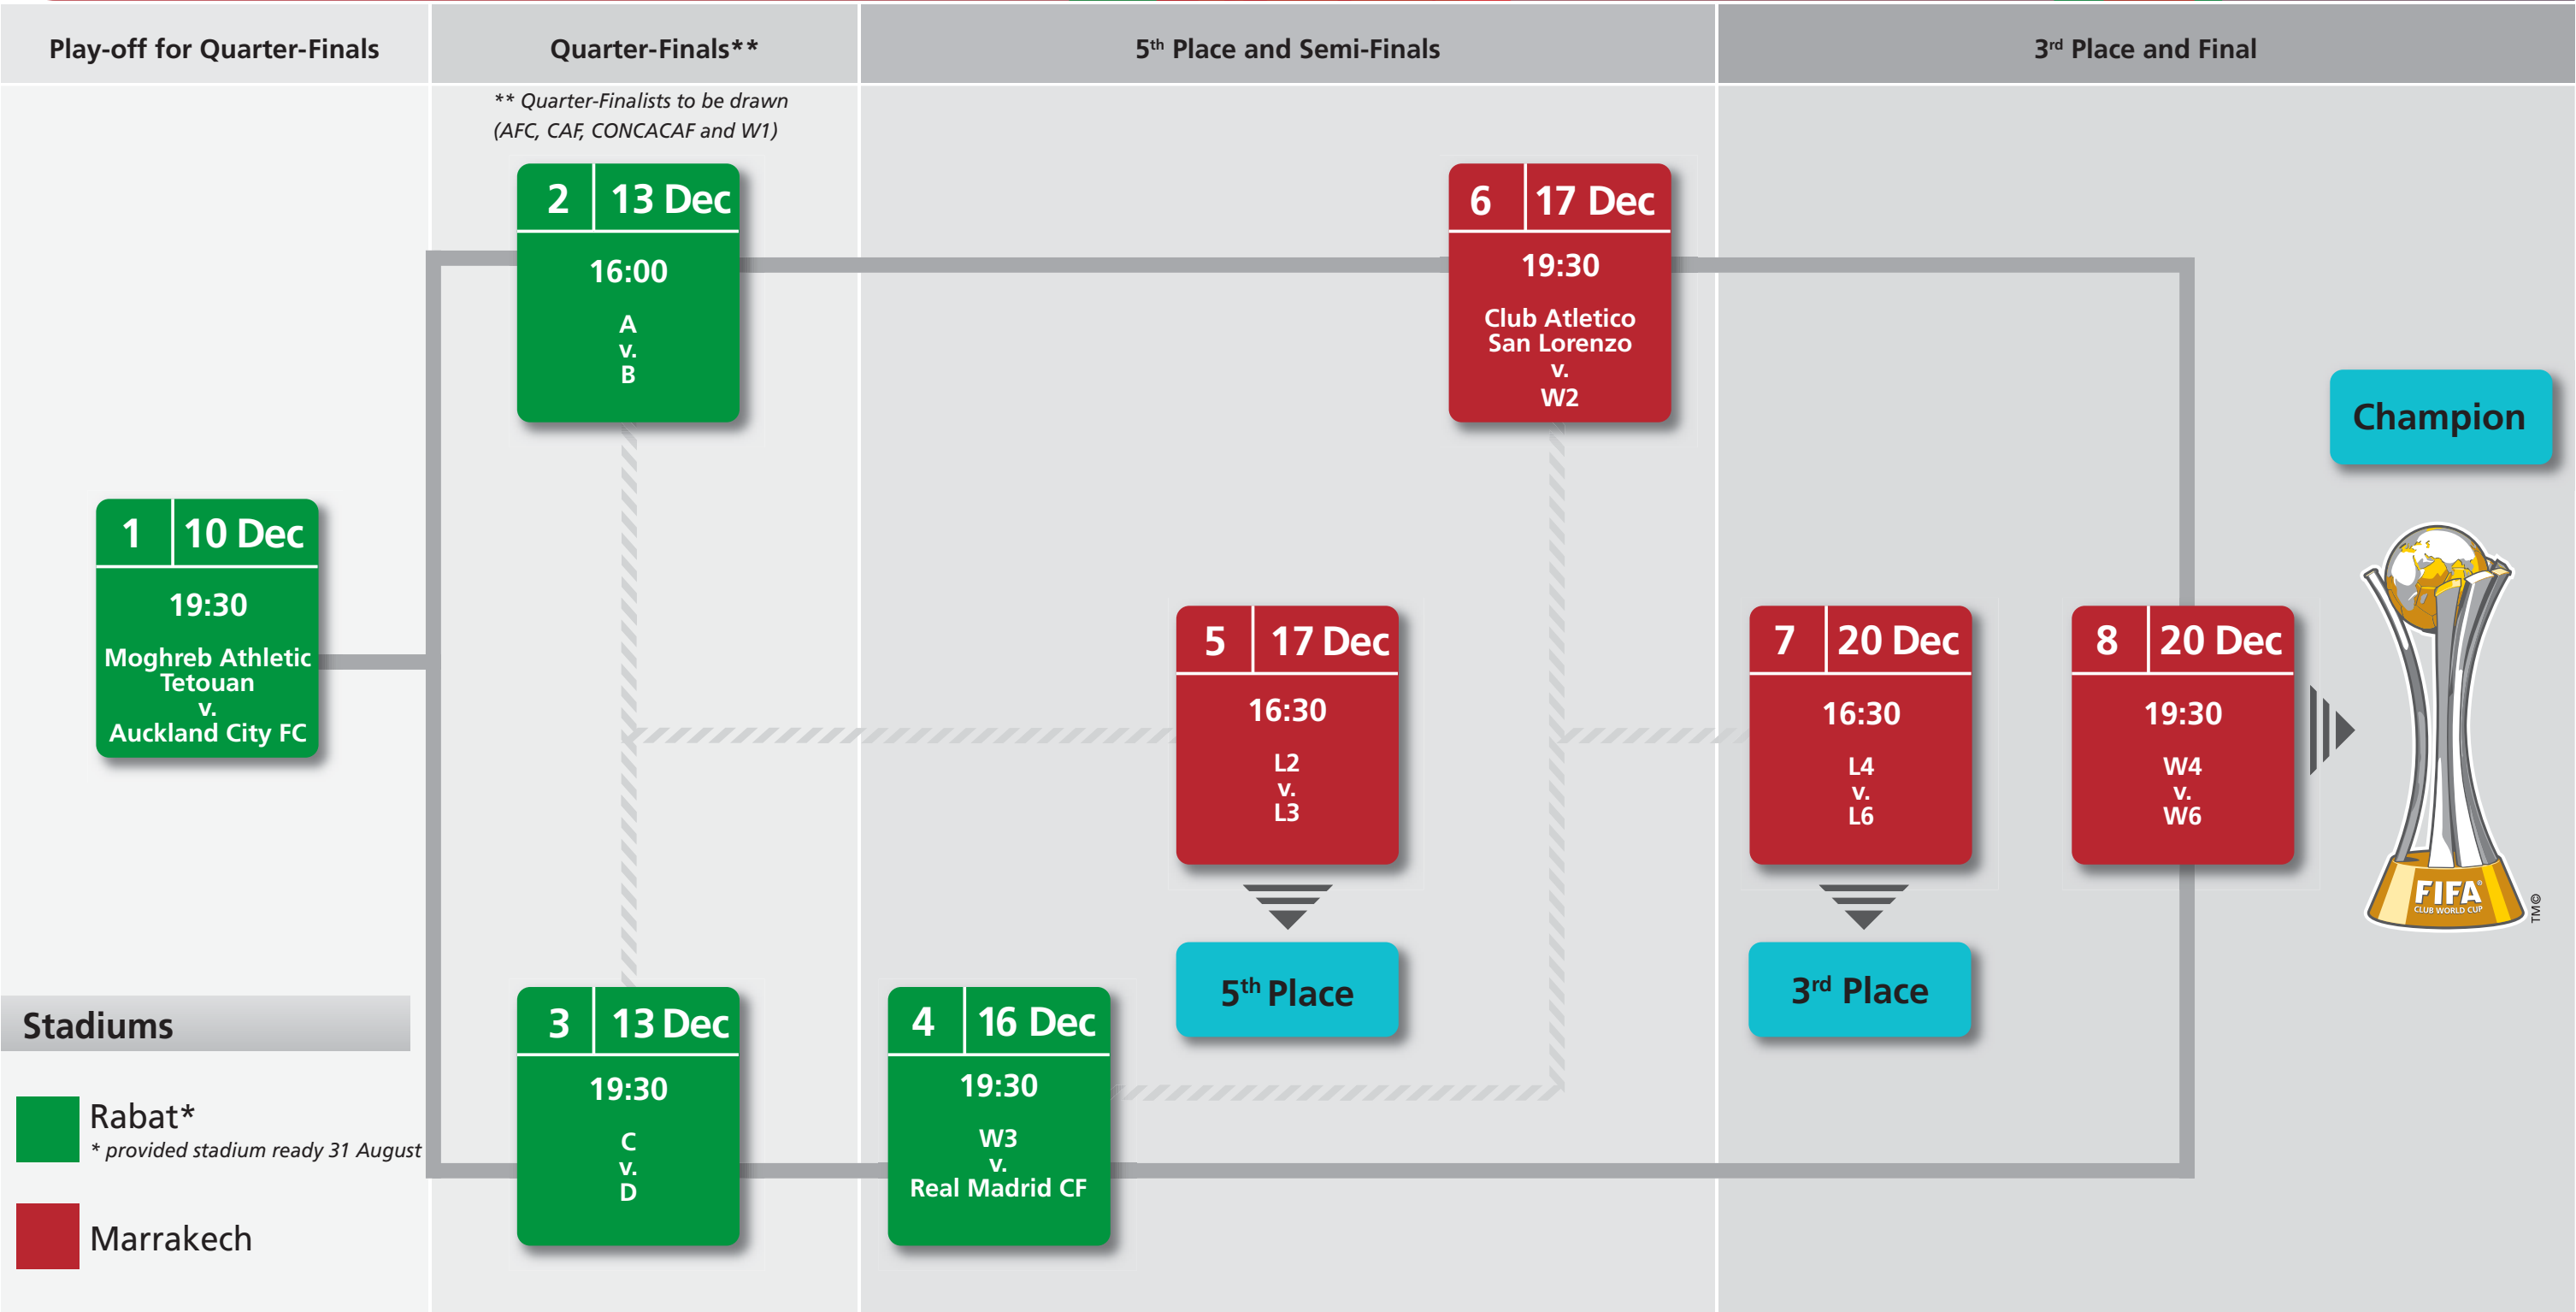 Play-off for Quarter-Finals
Quarter-Finals**
5th Place and Semi-Finals
3rd Place and Final
** Quarter-Finalists to be drawn
(AFC, CAF, CONCACAF and W1)
1 10 Dec
19:30
Moghreb Athletic
Tetouan
v.
Auckland City FC
2 13 Dec
16:00
A
v.
B
3 13 Dec
19:30
C
v.
D
4 16 Dec
19:30
W3
v.
Real Madrid CF
5 17 Dec
16:30
L2
v.
L3
5th Place
6 17 Dec
19:30
Club Atletico
San Lorenzo
v.
W2
7 20 Dec
16:30
L4
v.
L6
3rd Place
8 20 Dec
19:30
W4
v.
W6
Champion
FIFA®
CLUB WORLD CUP
TM©
Stadiums
Rabat*
* provided stadium ready 31 August
Marrakech